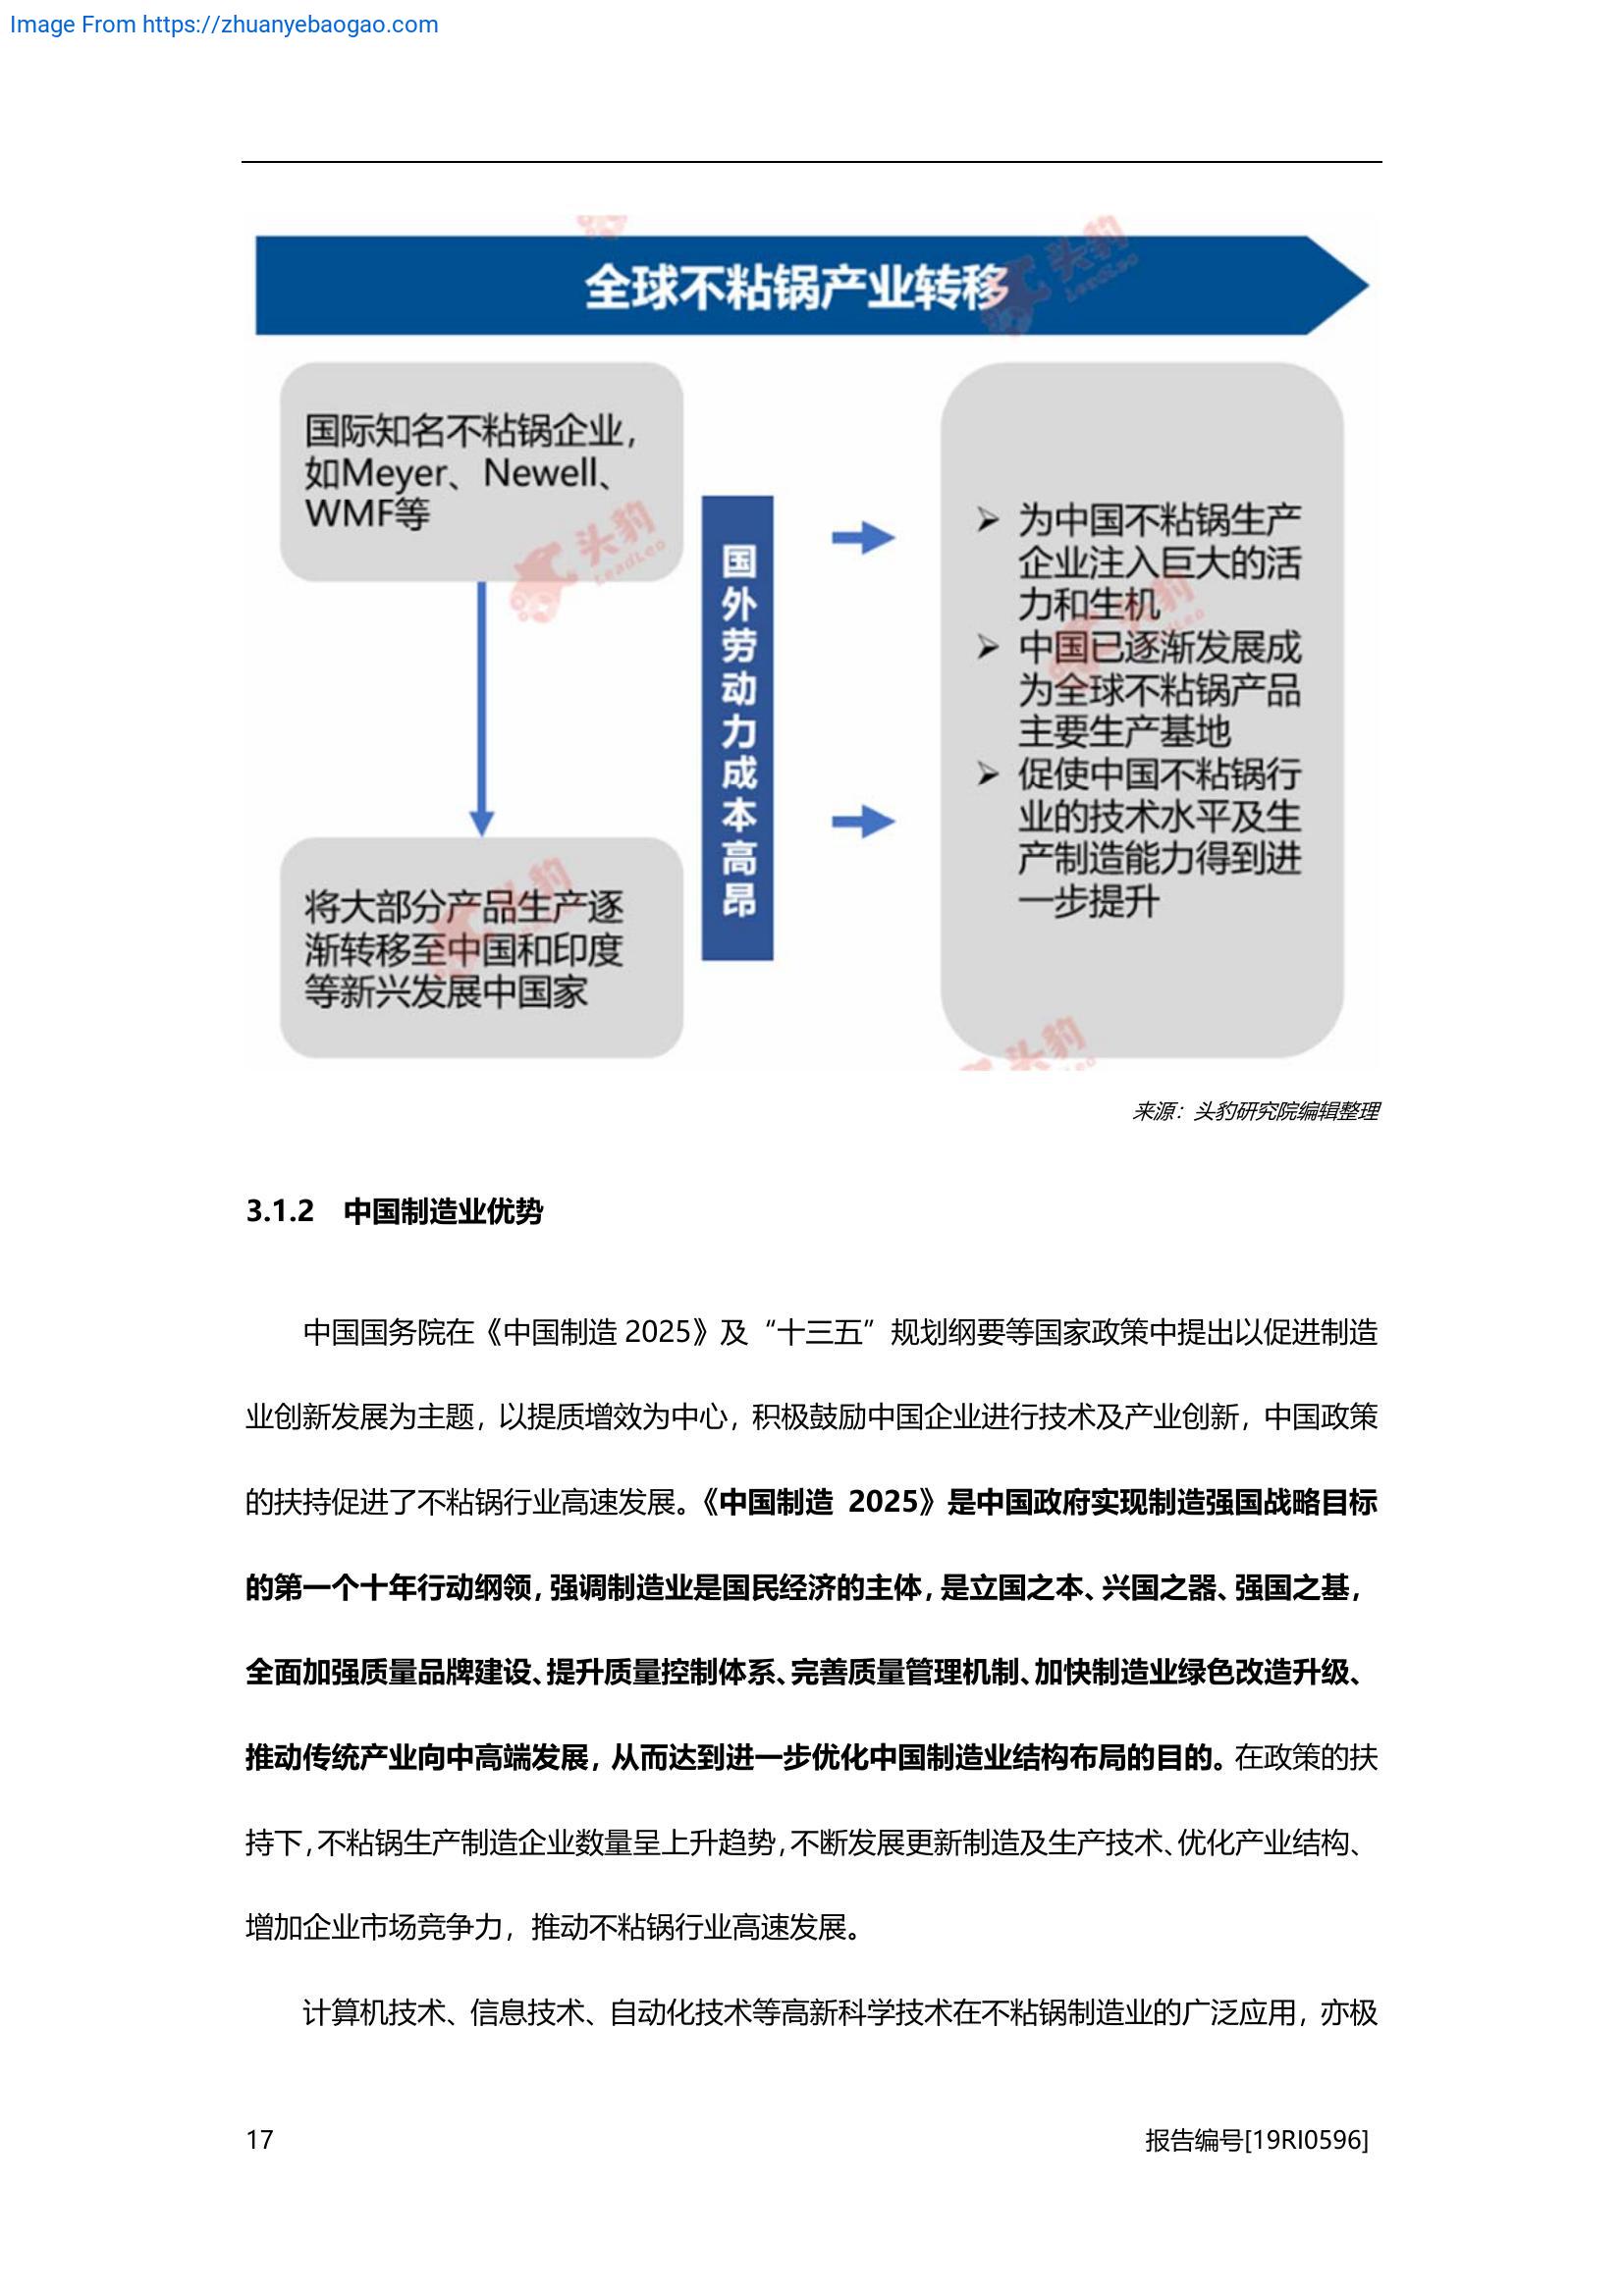 Image From https://zhuanyebaogao.com
全球不粘锅产业转移
国际知名不粘锅企业，
如Meyer、Newell、
WMF等
将大部分产品生产逐
渐转移至中国和印度
等新兴发展中国家
国外劳动力成本高昂
为中国不粘锅生产
企业注入巨大的活
力和生机
中国已逐渐发展成
为全球不粘锅产品
主要生产基地
促使中国不粘锅行
业的技术水平及生
产制造能力得到进
一步提升
头豹
LeadLeo
来源：头豹研究院编辑整理
3.1.2 中国制造业优势
中国国务院在《中国制造 2025》及“十三五”规划纲要等国家政策中提出以促进制造
业创新发展为主题，以提质增效为中心，积极鼓励中国企业进行技术及产业创新，中国政策
的扶持促进了不粘锅行业高速发展。《中国制造 2025》是中国政府实现制造强国战略目标
的第一个十年行动纲领，强调制造业是国民经济的主体，是立国之本、兴国之器、强国之基，
全面加强质量品牌建设、提升质量控制体系、完善质量管理机制、加快制造业绿色改造升级、
推动传统产业向中高端发展，从而达到进一步优化中国制造业结构布局的目的。在政策的扶
持下，不粘锅生产制造企业数量呈上升趋势，不断发展更新制造及生产技术、优化产业结构、
增加企业市场竞争力，推动不粘锅行业高速发展。
计算机技术、信息技术、自动化技术等高新科学技术在不粘锅制造业的广泛应用，亦极
17
报告编号[19RI0596]